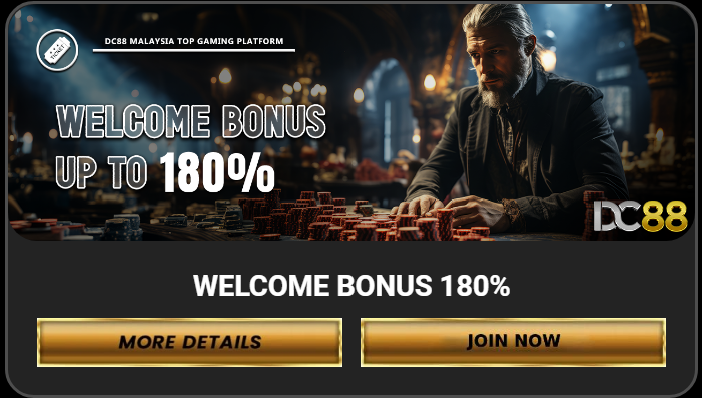 DC88 MALAYSIA TOP GAMING PLATFORM
WELCOME BONUS
UP TO 180%
DC88
WELCOME BONUS 180%
MORE DETAILS
JOIN NOW